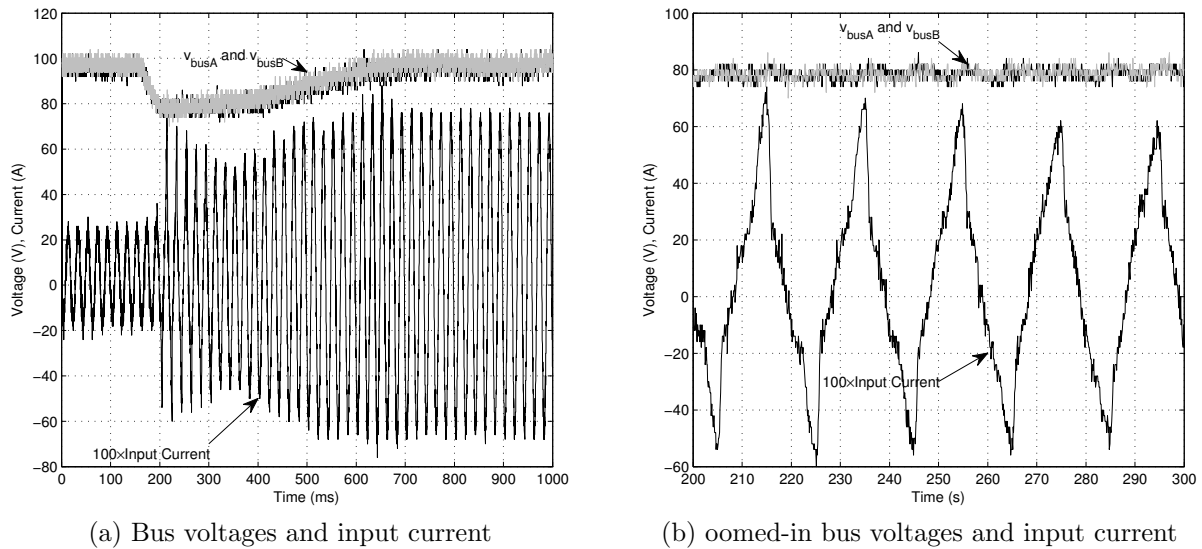 120
100
80
60
40
20
0
−20
−40
−60
−80
Voltage (V), Current (A)
v_busA and v_busB
100×Input Current
0 100 200 300 400 500 600 700 800 900 1000
Time (ms)
(a) Bus voltages and input current
100
80
60
40
20
0
−20
−40
−60
Voltage (V), Current (A)
v_busA and v_busB
100×Input Current
200 210 220 230 240 250 260 270 280 290 300
Time (s)
(b) oomed-in bus voltages and input current